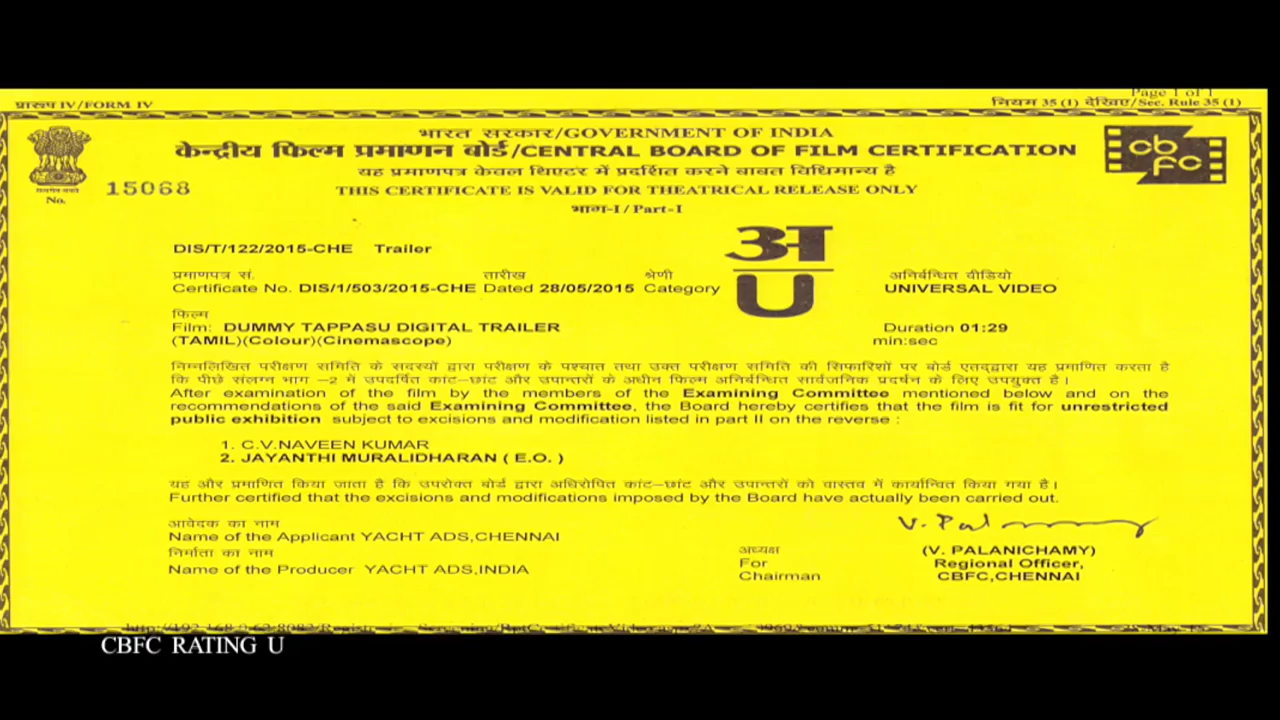 Page 1 of 1
प्रारूप IV/FORM IV
नियम 35 (1) देखिए/Sec. Rule 35 (1)
भारत सरकार/GOVERNMENT OF INDIA
केन्द्रीय फिल्म प्रमाणन बोर्ड/CENTRAL BOARD OF FILM CERTIFICATION
cb
fc
यह प्रमाणपत्र केवल थिएटर में प्रदर्शित करने बाबत विधिमान्य है
No. 15068
THIS CERTIFICATE IS VALID FOR THEATRICAL RELEASE ONLY
भाग-I / Part-I
DIS/T/122/2015-CHE Trailer
अ
U
प्रमाणपत्र सं. तारीख श्रेणी अनिर्बन्धित वीडियो
Certificate No. DIS/1/503/2015-CHE Dated 28/05/2015 Category UNIVERSAL VIDEO
फिल्म
Film: DUMMY TAPPASU DIGITAL TRAILER Duration 01:29
(TAMIL)(Colour)(Cinemascope) min:sec
निम्नलिखित परीक्षण समिति के सदस्यों द्वारा परीक्षण के पश्चात तथा उक्त परीक्षण समिति की सिफारिशों पर बोर्ड एतद्द्वारा यह प्रमाणित करता है
कि पीछे संलग्न भाग –2 में उपदर्पित कांट–छांट और उपान्तरों के अधीन फिल्म अनिर्बन्धित सार्वजनिक प्रदर्षन के लिए उपयुक्त है।
After examination of the film by the members of the Examining Committee mentioned below and on the
recommendations of the said Examining Committee, the Board hereby certifies that the film is fit for unrestricted
public exhibition subject to excisions and modification listed in part II on the reverse :
1. C.V.NAVEEN KUMAR
2. JAYANTHI MURALIDHARAN ( E.O. )
यह और प्रमाणित किया जाता है कि उपरोक्त बोर्ड द्वारा अधिरोपित कांट–छांट और उपान्तरों को वास्तव में कार्यान्वित किया गया है।
Further certified that the excisions and modifications imposed by the Board have actually been carried out.
आवेदक का नाम
Name of the Applicant YACHT ADS,CHENNAI
निर्माता का नाम
Name of the Producer YACHT ADS,INDIA
अध्यक्ष
For
Chairman
V. Pal
(V. PALANICHAMY)
Regional Officer,
CBFC,CHENNAI
CBFC RATING U